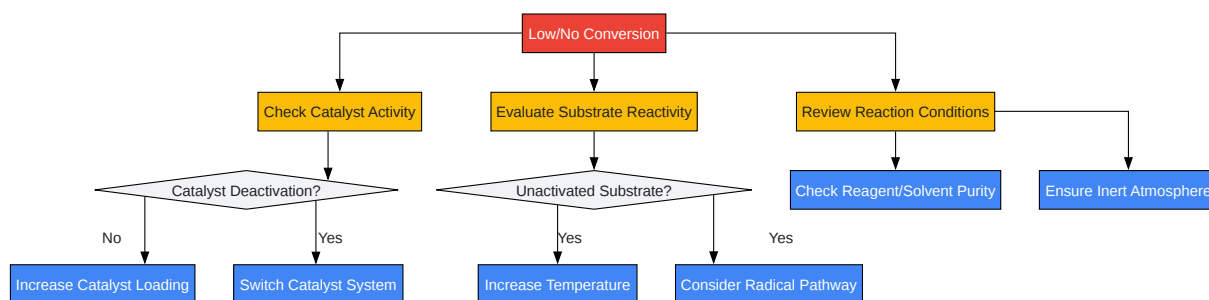 Low/No Conversion
Check Catalyst Activity
Evaluate Substrate Reactivity
Review Reaction Conditions
Catalyst Deactivation?
Unactivated Substrate?
Check Reagent/Solvent Purity
Ensure Inert Atmosphere
No
Yes
Yes
Yes
Increase Catalyst Loading
Switch Catalyst System
Increase Temperature
Consider Radical Pathway